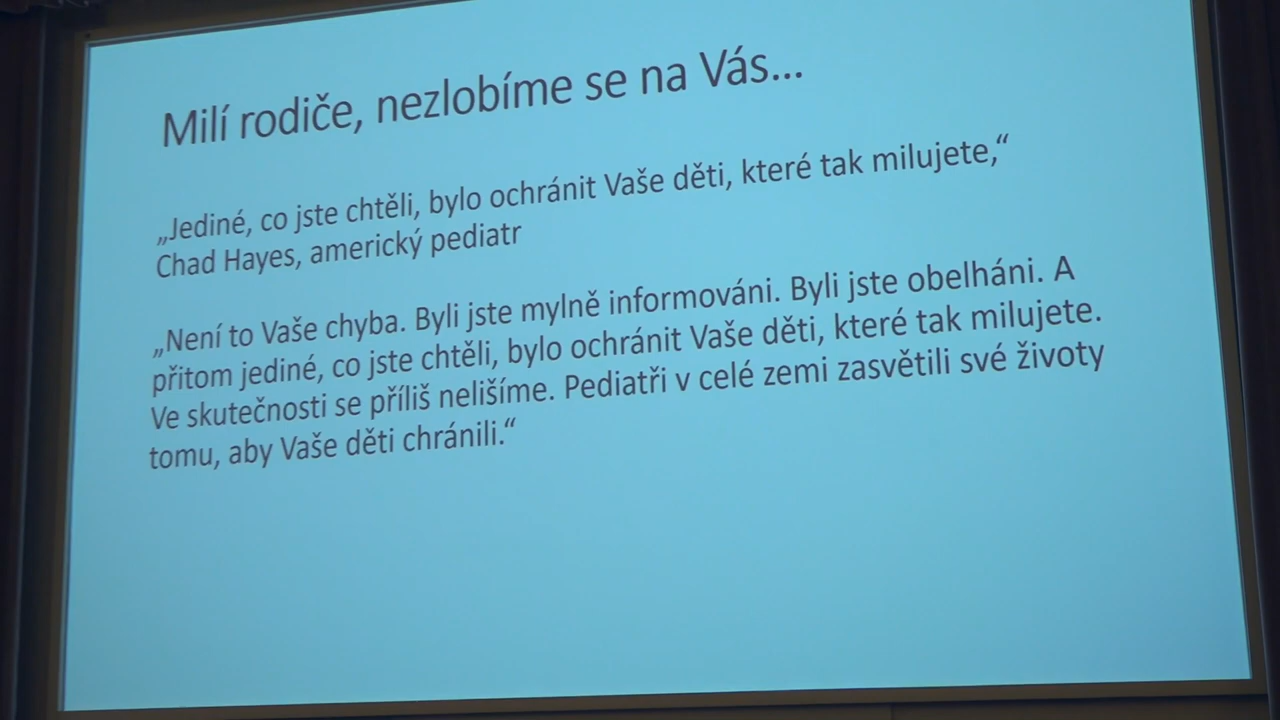 Milí rodiče, nezlobíme se na Vás...
„Jediné, co jste chtěli, bylo ochránit Vaše děti, které tak milujete,“
Chad Hayes, americký pediatr
„Není to Vaše chyba. Byli jste mylně informováni. Byli jste obelháni. A
přitom jediné, co jste chtěli, bylo ochránit Vaše děti, které tak milujete.
Ve skutečnosti se příliš nelišíme. Pediatři v celé zemi zasvětili své životy
tomu, aby Vaše děti chránili.“